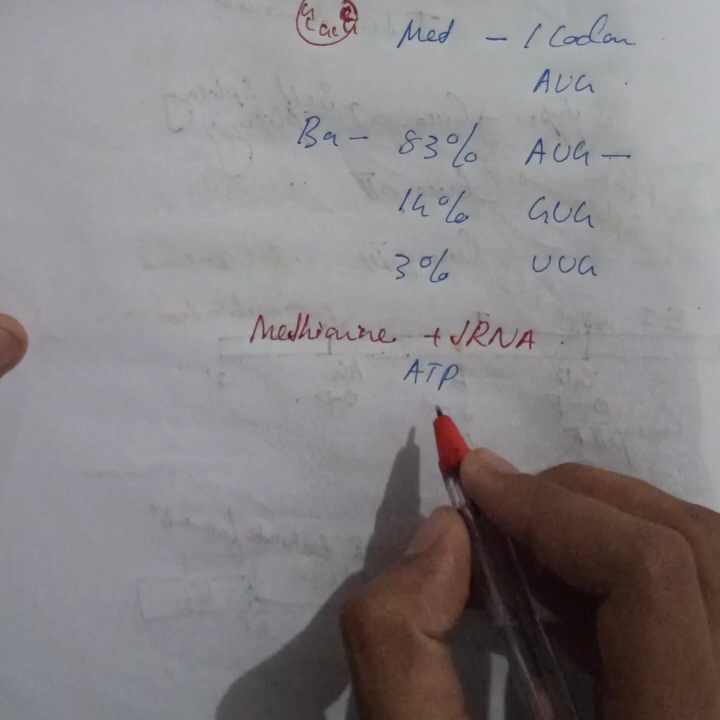 Med - 1 Codon
AUG
Ba - 83% AUG -
14% GUG
3% UUG
Methionine + tRNA
ATP